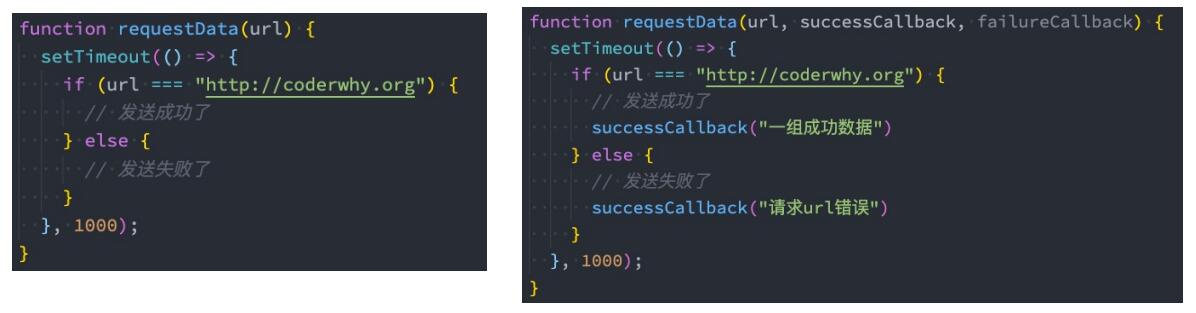 function requestData(url) {
setTimeout(() => {
if (url === "http://coderwhy.org") {
// 发送成功了
} else {
// 发送失败了
}
}, 1000);
}
function requestData(url, successCallback, failureCallback) {
setTimeout(() => {
if (url === "http://coderwhy.org") {
// 发送成功了
successCallback("一组成功数据")
} else {
// 发送失败了
successCallback("请求url错误")
}
}, 1000);
}